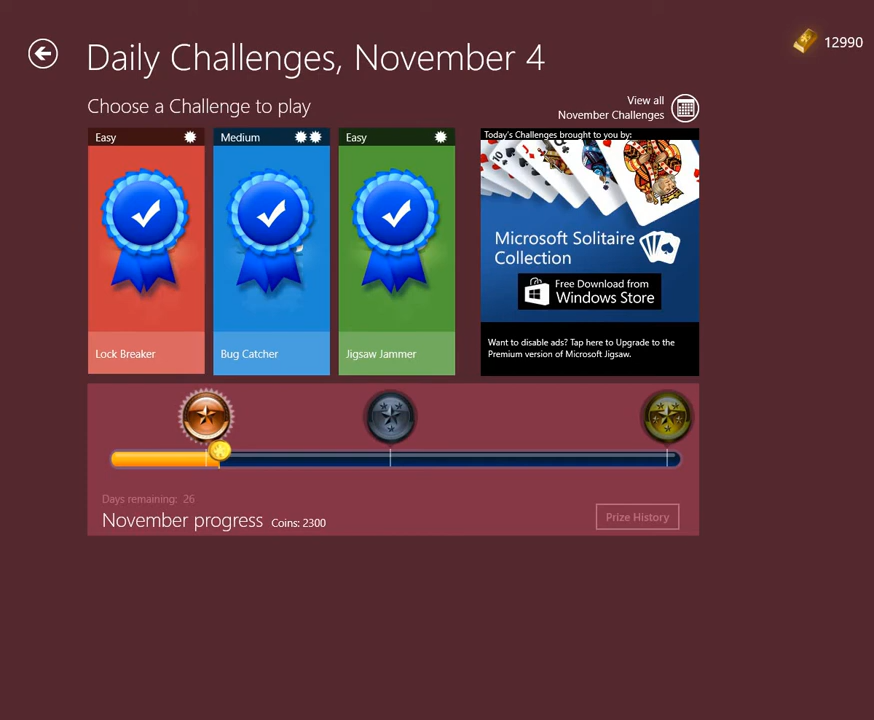 Daily Challenges, November 4
12990
Choose a Challenge to play
View all
November Challenges
Easy
Medium
Easy
Lock Breaker
Bug Catcher
Jigsaw Jammer
Today's Challenges brought to you by:
Microsoft Solitaire
Collection
Free Download from
Windows Store
Want to disable ads? Tap here to Upgrade to the
Premium version of Microsoft Jigsaw.
Days remaining: 26
November progress Coins: 2300
Prize History